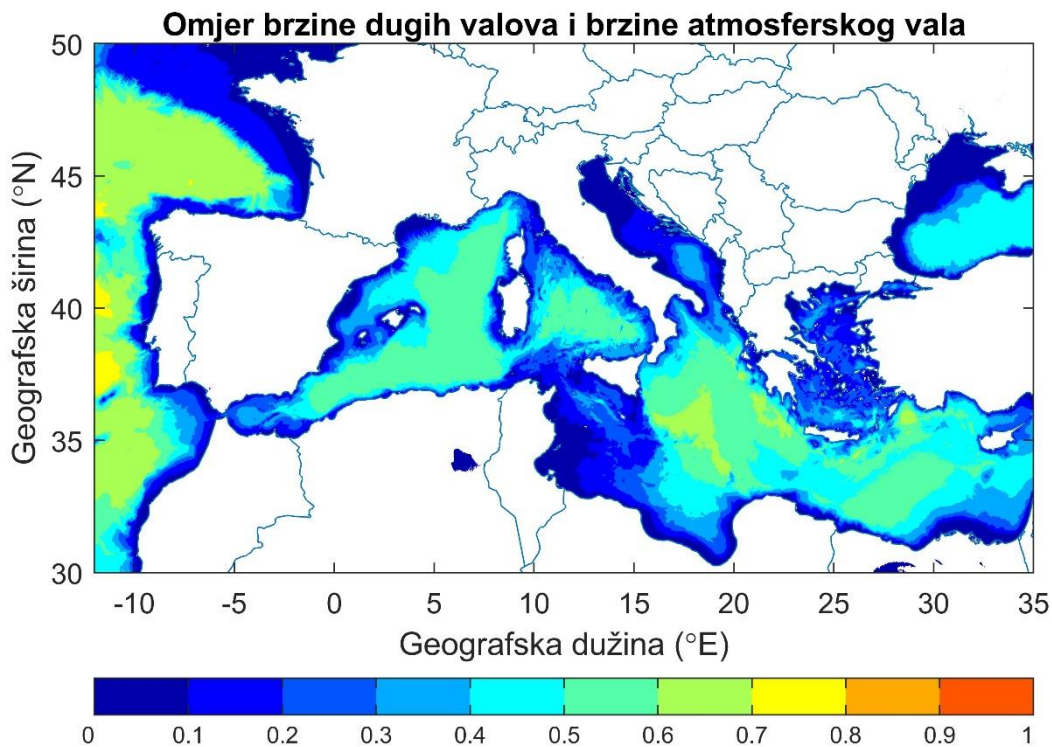 Omjer brzine dugih valova i brzine atmosferskog vala
50
45
40
35
30
Geografska širina (°N)
-10 -5 0 5 10 15 20 25 30 35
Geografska dužina (°E)
0 0.1 0.2 0.3 0.4 0.5 0.6 0.7 0.8 0.9 1